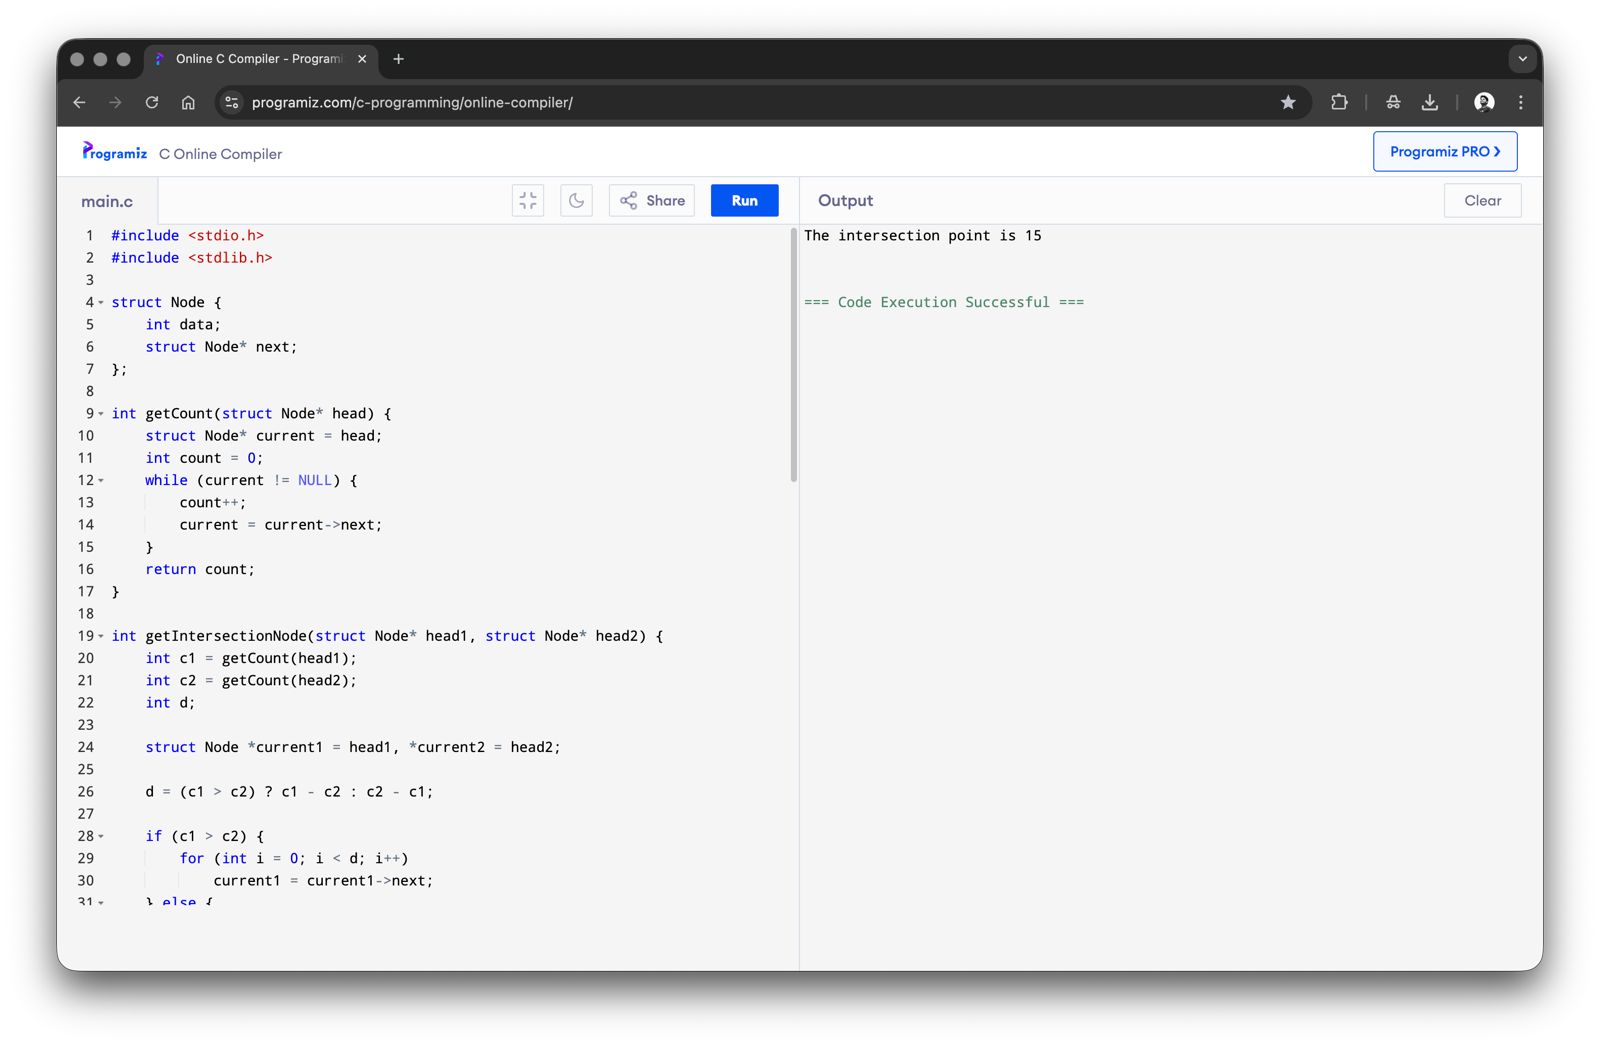 Online C Compiler - Programi
programiz.com/c-programming/online-compiler/
Programiz C Online Compiler
Programiz PRO
main.c
Share
Run
Output
Clear
1 #include <stdio.h>
2 #include <stdlib.h>
3
4 struct Node {
5 int data;
6 struct Node* next;
7 };
8
9 int getCount(struct Node* head) {
10 struct Node* current = head;
11 int count = 0;
12 while (current != NULL) {
13 count++;
14 current = current->next;
15 }
16 return count;
17 }
18
19 int getIntersectionNode(struct Node* head1, struct Node* head2) {
20 int c1 = getCount(head1);
21 int c2 = getCount(head2);
22 int d;
23
24 struct Node *current1 = head1, *current2 = head2;
25
26 d = (c1 > c2) ? c1 - c2 : c2 - c1;
27
28 if (c1 > c2) {
29 for (int i = 0; i < d; i++)
30 current1 = current1->next;
31 } else {
The intersection point is 15
=== Code Execution Successful ===